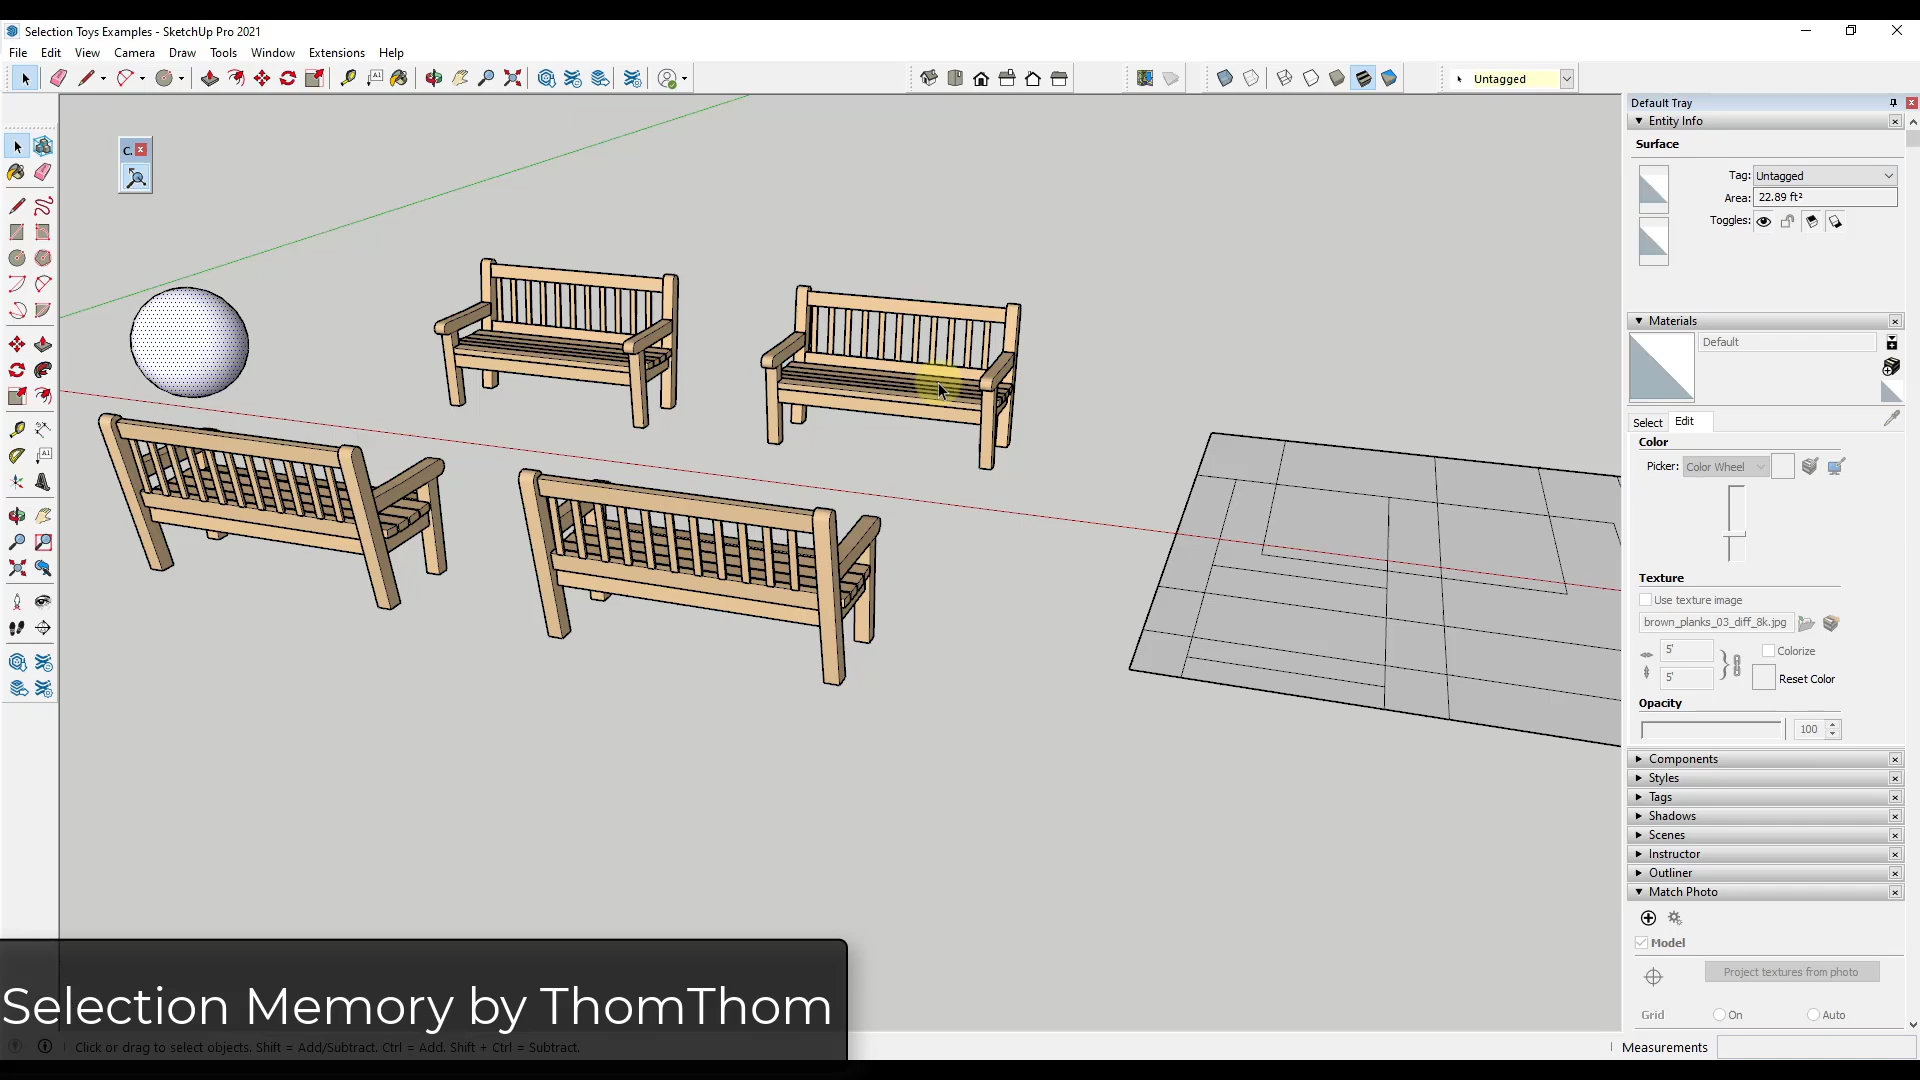 Selection Toys Examples - SketchUp Pro 2021
File Edit View Camera Draw Tools Window Extensions Help
Untagged
Default Tray
Entity Info
Surface
Tag: Untagged
Area: 22.89 ft²
Toggles:
Materials
Default
Select Edit
Color
Picker: Color Wheel
Texture
Use texture image
brown_planks_03_diff_8k.jpg
5' Colorize
5' Reset Color
Opacity
100
Components
Styles
Tags
Shadows
Scenes
Instructor
Outliner
Match Photo
Model
Project textures from photo
Grid On Auto
C.
Selection Memory by ThomThom
Click or drag to select objects. Shift = Add/Subtract. Ctrl = Add. Shift + Ctrl = Subtract.
Measurements